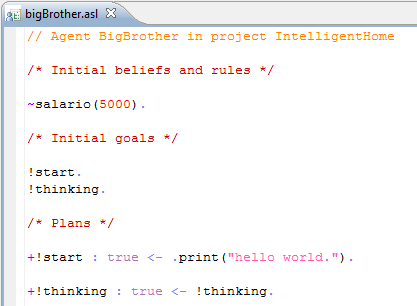 bigBrother.asl
// Agent BigBrother in project IntelligentHome
/* Initial beliefs and rules */
~salario(5000).
/* Initial goals */
!start.
!thinking.
/* Plans */
+!start : true <- .print("hello world.").
+!thinking : true <- !thinking.